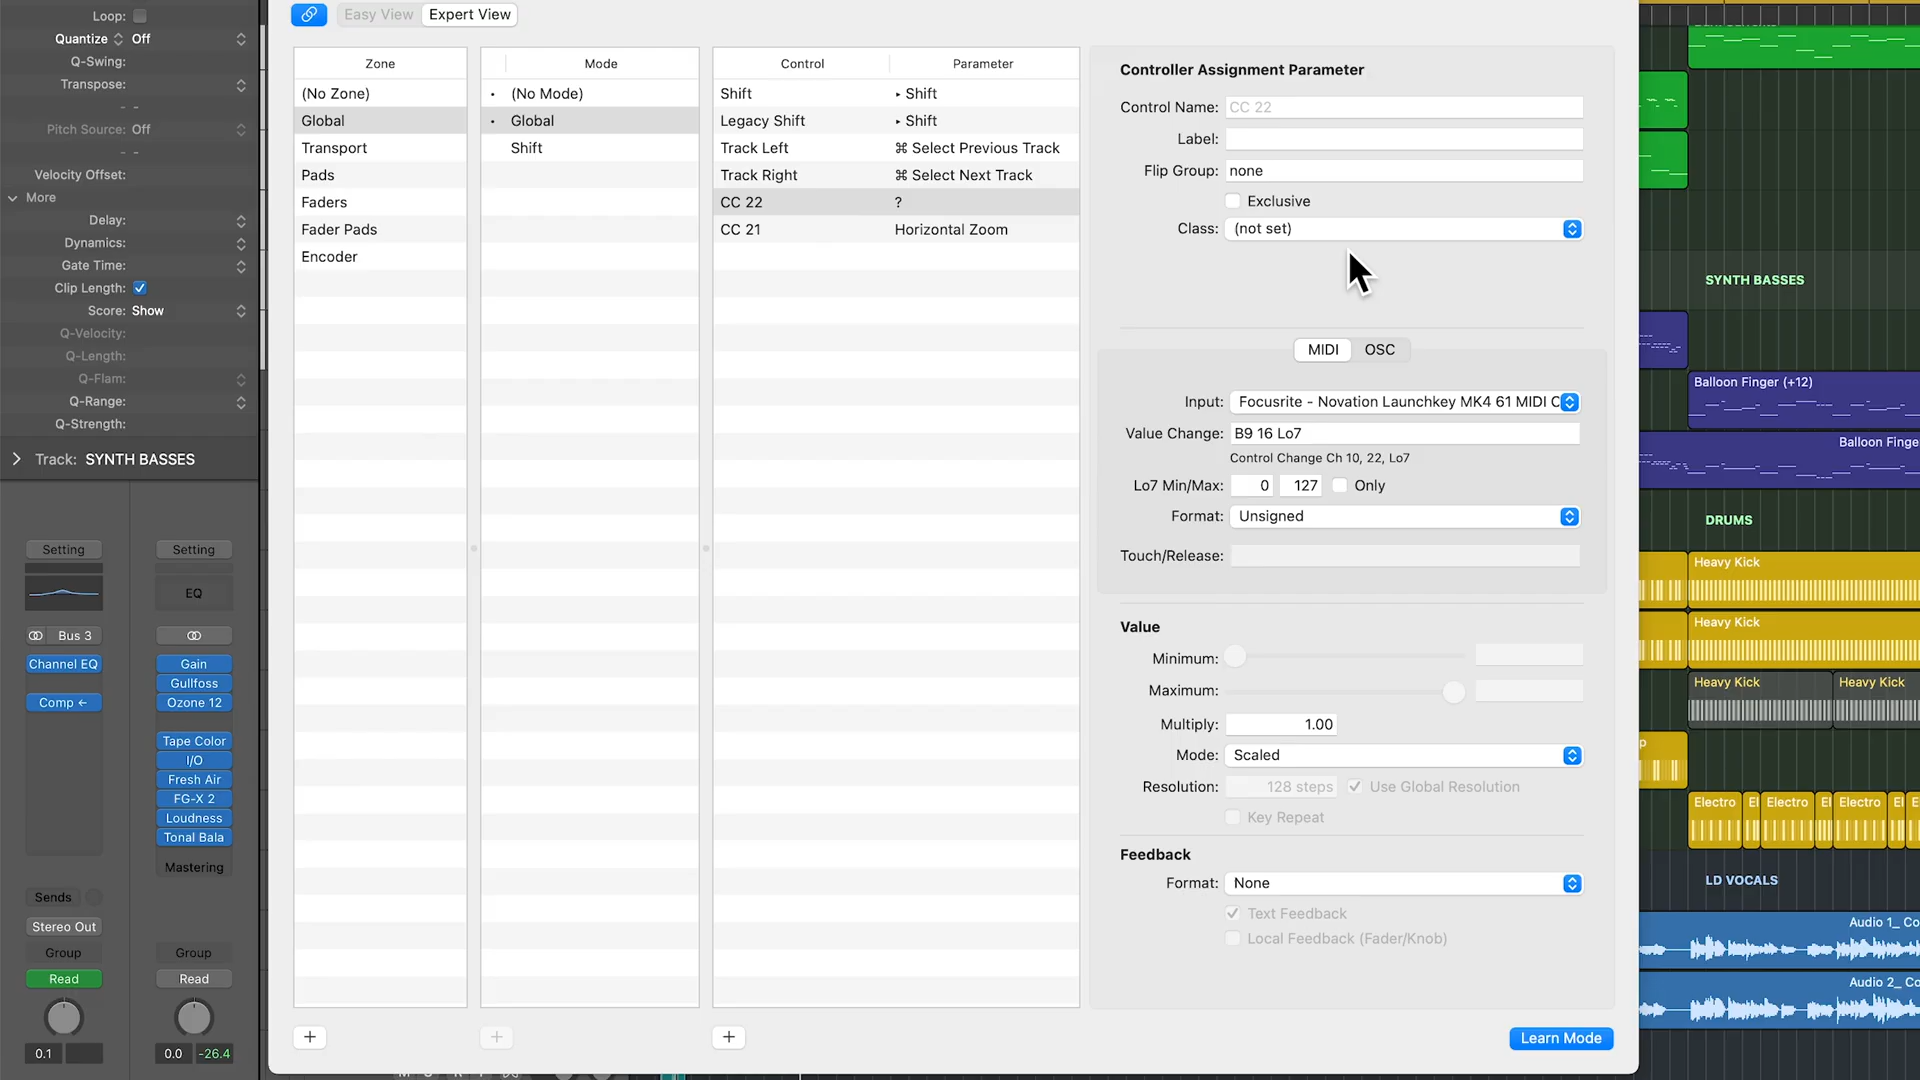 Loop:
Quantize Off
Q-Swing:
Transpose:
- -
Pitch Source: Off
- -
Velocity Offset:
More
Delay:
Dynamics:
Gate Time:
Clip Length:
Score: Show
Q-Velocity:
Q-Length:
Q-Flam:
Q-Range:
Q-Strength:
Track: SYNTH BASSES
Setting
Setting
EQ
Bus 3
Channel EQ
Gain
Gullfoss
Comp ←
Ozone 12
Tape Color
I/O
Fresh Air
FG-X 2
Loudness
Tonal Bala
Mastering
Sends
Stereo Out
Group
Group
Read
Read
0.1
0.0 -26.4
Easy View
Expert View
Zone
(No Zone)
Global
Transport
Pads
Faders
Fader Pads
Encoder
+
Mode
• (No Mode)
• Global
Shift
+
Control Parameter
Shift ▸ Shift
Legacy Shift ▸ Shift
Track Left ⌘ Select Previous Track
Track Right ⌘ Select Next Track
CC 22 ?
CC 21 Horizontal Zoom
+
Controller Assignment Parameter
Control Name: CC 22
Label:
Flip Group: none
Exclusive
Class: (not set)
MIDI OSC
Input: Focusrite - Novation Launchkey MK4 61 MIDI C
Value Change: B9 16 Lo7
Control Change Ch 10, 22, Lo7
Lo7 Min/Max: 0 127 Only
Format: Unsigned
Touch/Release:
Value
Minimum:
Maximum:
Multiply: 1.00
Mode: Scaled
Resolution: 128 steps Use Global Resolution
Key Repeat
Feedback
Format: None
Text Feedback
Local Feedback (Fader/Knob)
Learn Mode
SYNTH BASSES
Balloon Finger (+12)
Balloon Finge
DRUMS
Heavy Kick
Heavy Kick
Heavy Kick Heavy Kick
p
Electro El Electro El Electro El E
LD VOCALS
Audio 1_ Co
Audio 2_ Co